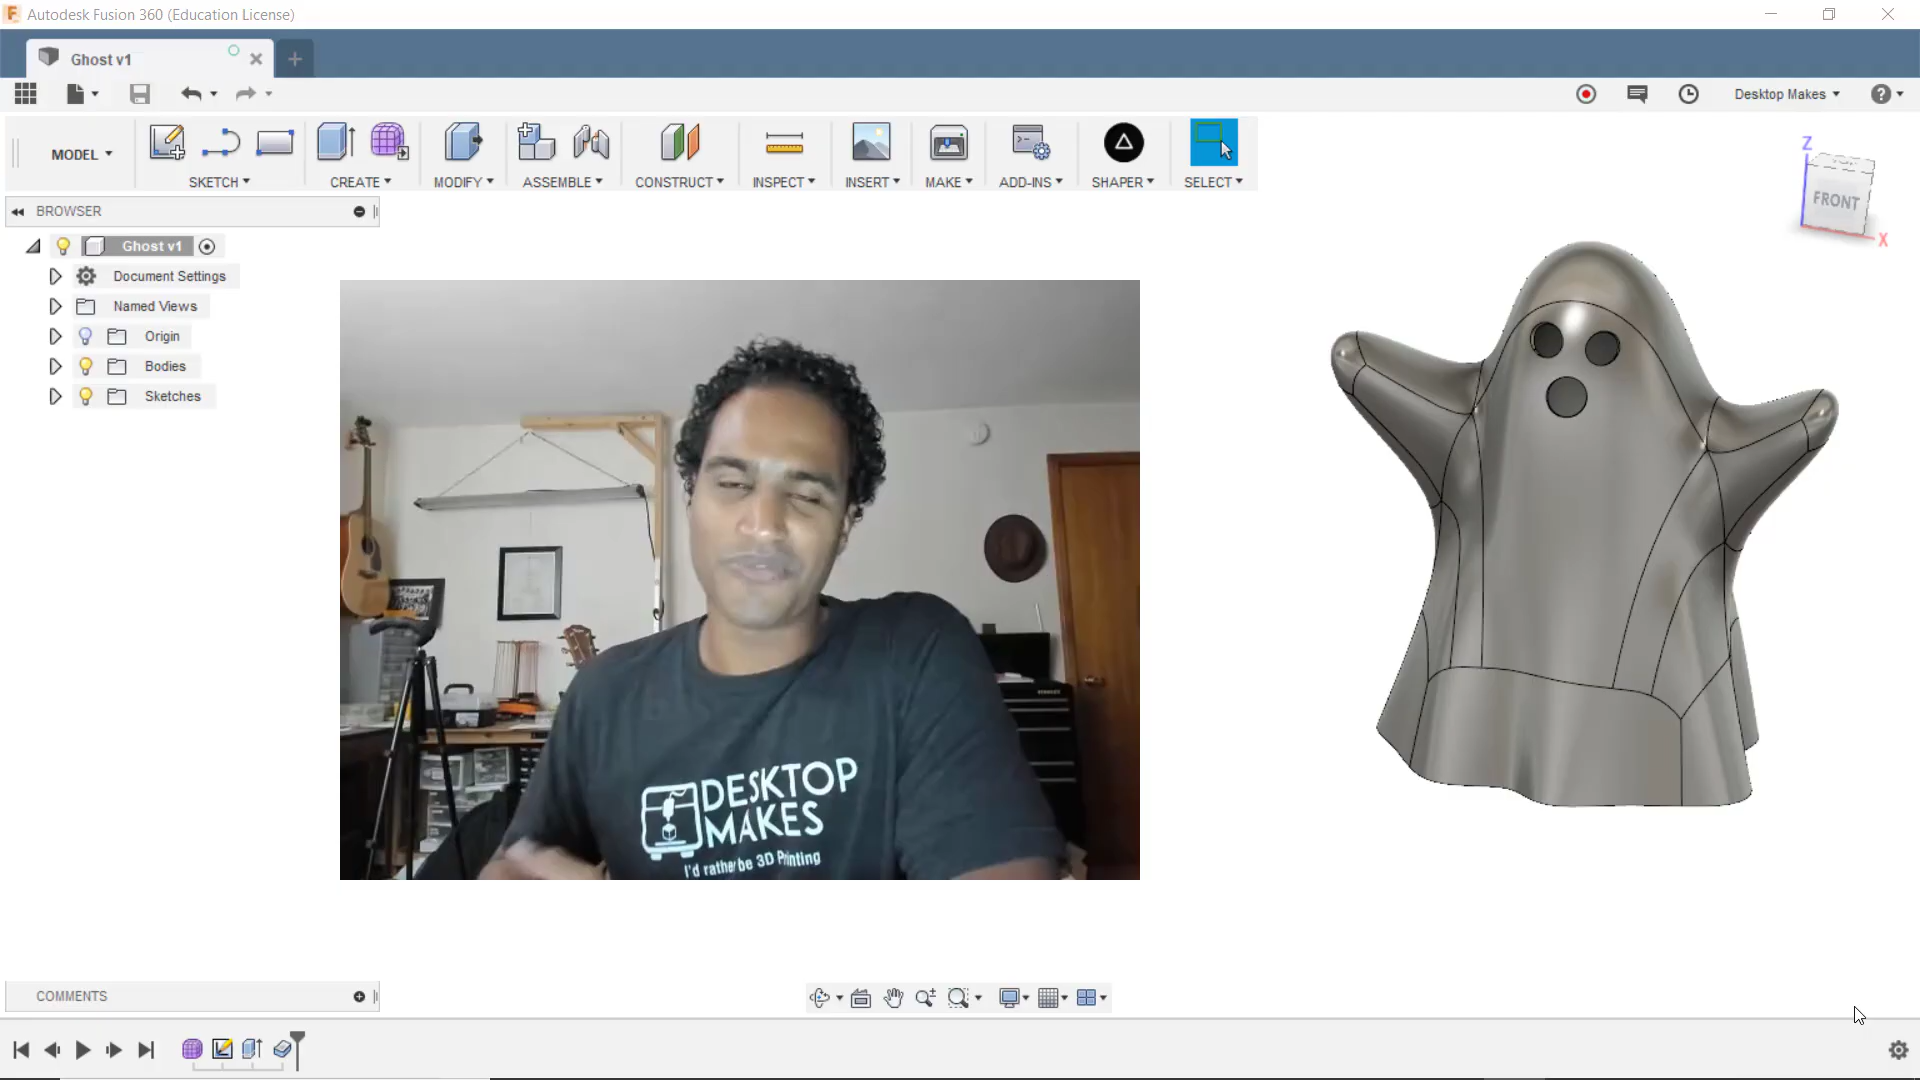 Autodesk Fusion 360 (Education License)
Ghost v1
Desktop Makes
MODEL
SKETCH
CREATE
MODIFY
ASSEMBLE
CONSTRUCT
INSPECT
INSERT
MAKE
ADD-INS
SHAPER
SELECT
Z
FRONT
X
BROWSER
Ghost v1
Document Settings
Named Views
Origin
Bodies
Sketches
STANLEY
DESKTOP
MAKES
I'd rather be 3D Printing
COMMENTS